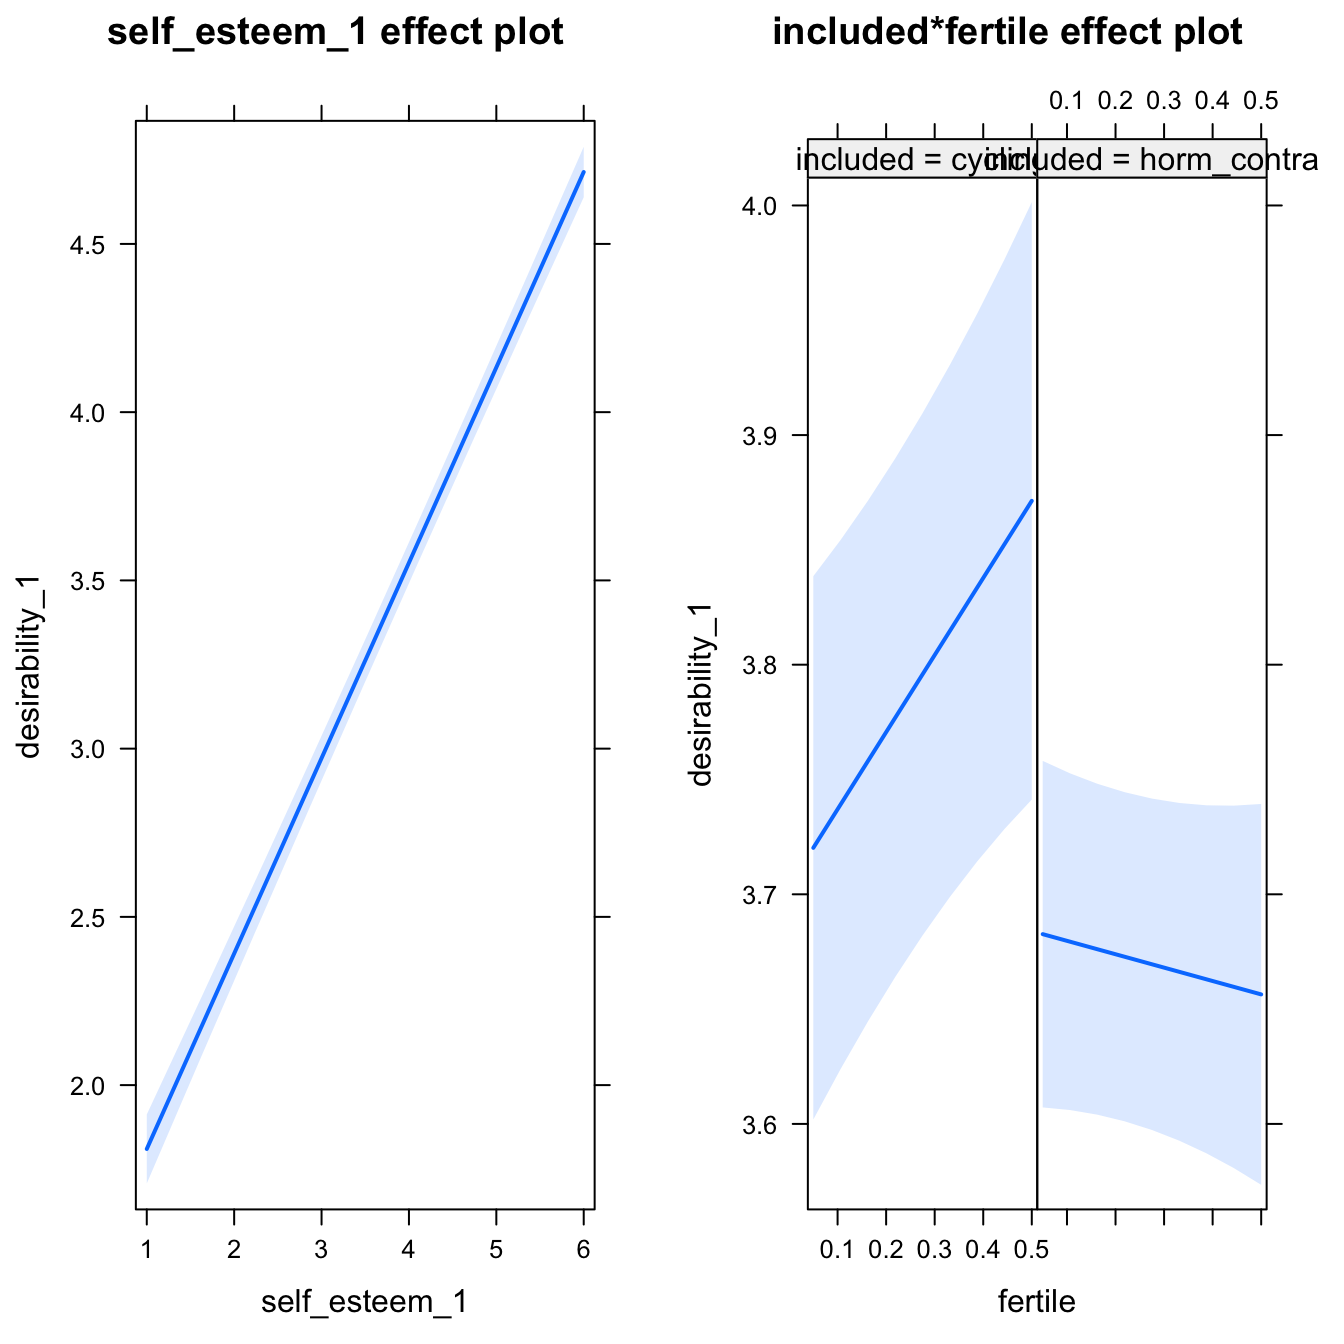 self_esteem_1 effect plot
4.5
4.0
3.5
3.0
2.5
2.0
desirability_1
1 2 3 4 5 6
self_esteem_1
included*fertile effect plot
0.1 0.2 0.3 0.4 0.5
included = included = horm_contra
4.0
3.9
3.8
3.7
3.6
desirability_1
0.1 0.2 0.3 0.4 0.5
fertile